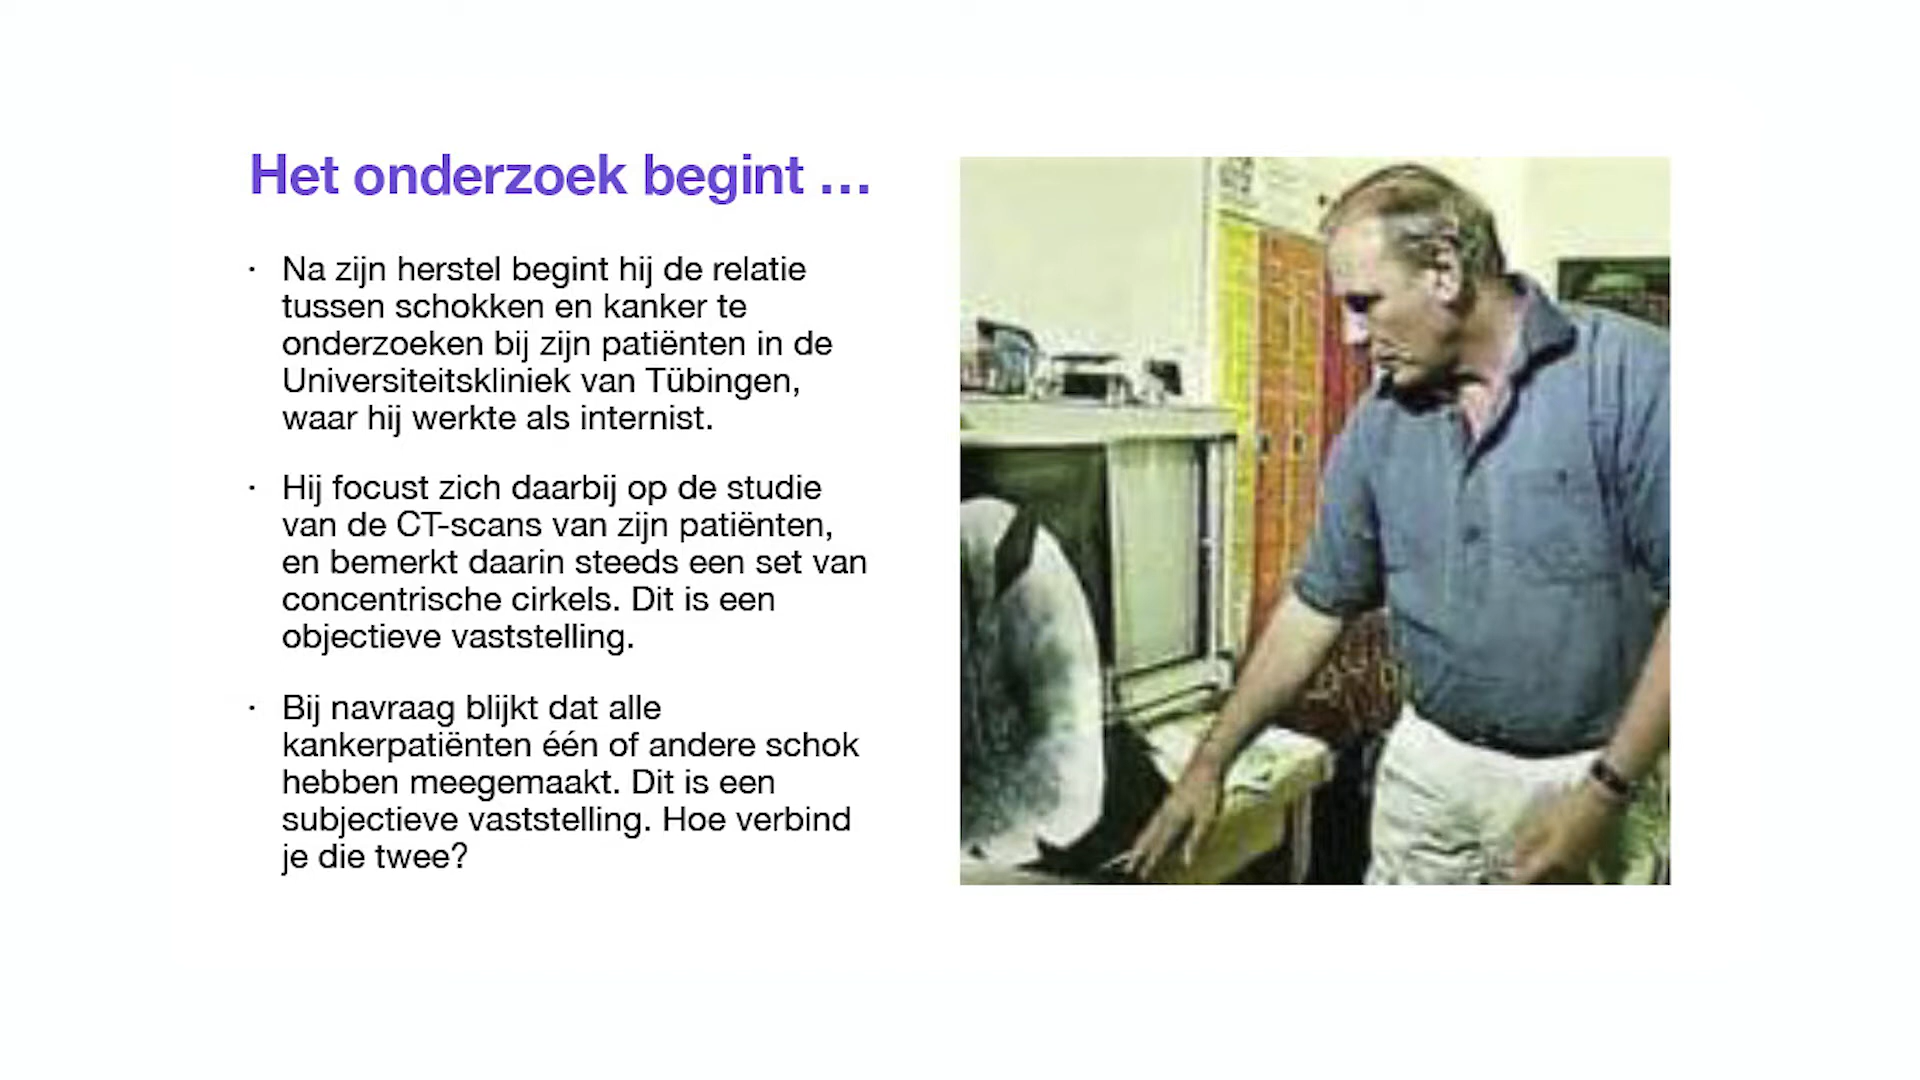 Het onderzoek begint …
· Na zijn herstel begint hij de relatie
tussen schokken en kanker te
onderzoeken bij zijn patiënten in de
Universiteitskliniek van Tübingen,
waar hij werkte als internist.
· Hij focust zich daarbij op de studie
van de CT-scans van zijn patiënten,
en bemerkt daarin steeds een set van
concentrische cirkels. Dit is een
objectieve vaststelling.
· Bij navraag blijkt dat alle
kankerpatiënten één of andere schok
hebben meegemaakt. Dit is een
subjectieve vaststelling. Hoe verbind
je die twee?